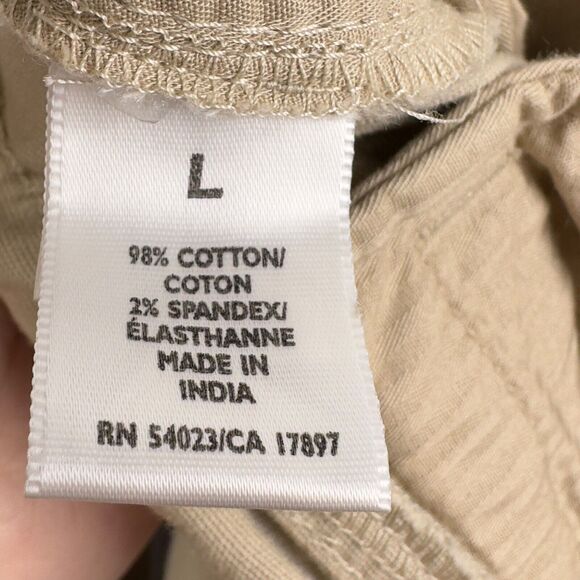 L
98% COTTON/
COTON
2% SPANDEX/
ÉLASTHANNE
MADE IN
INDIA
RN 54023/CA 17897